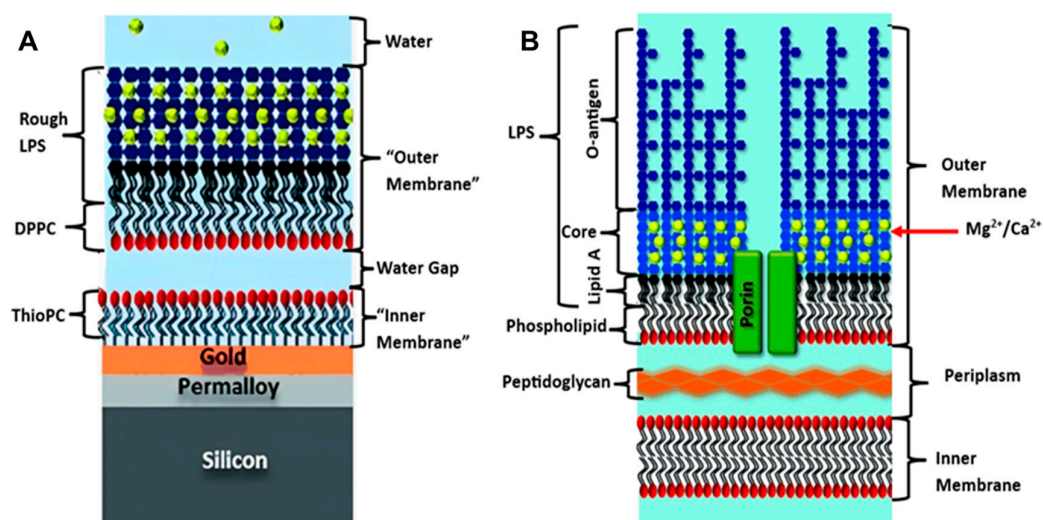 A
Water
Rough
LPS
"Outer
Membrane"
DPPC
Water Gap
ThioPC
"Inner
Membrane"
Gold
Permalloy
Silicon
B
LPS
O-antigen
Outer
Membrane
Core
Mg²⁺/Ca²⁺
Lipid A
Porin
Phospholipid
Peptidoglycan
Periplasm
Inner
Membrane